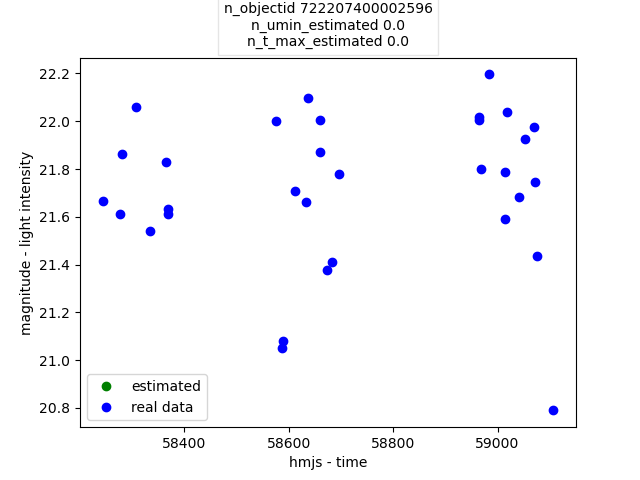 n_objectid 722207400002596
n_umin_estimated 0.0
n_t_max_estimated 0.0
22.2
22.0
21.8
21.6
21.4
21.2
21.0
20.8
magnitude - light intensity
estimated
real data
58400 58600 58800 59000
hmjs - time